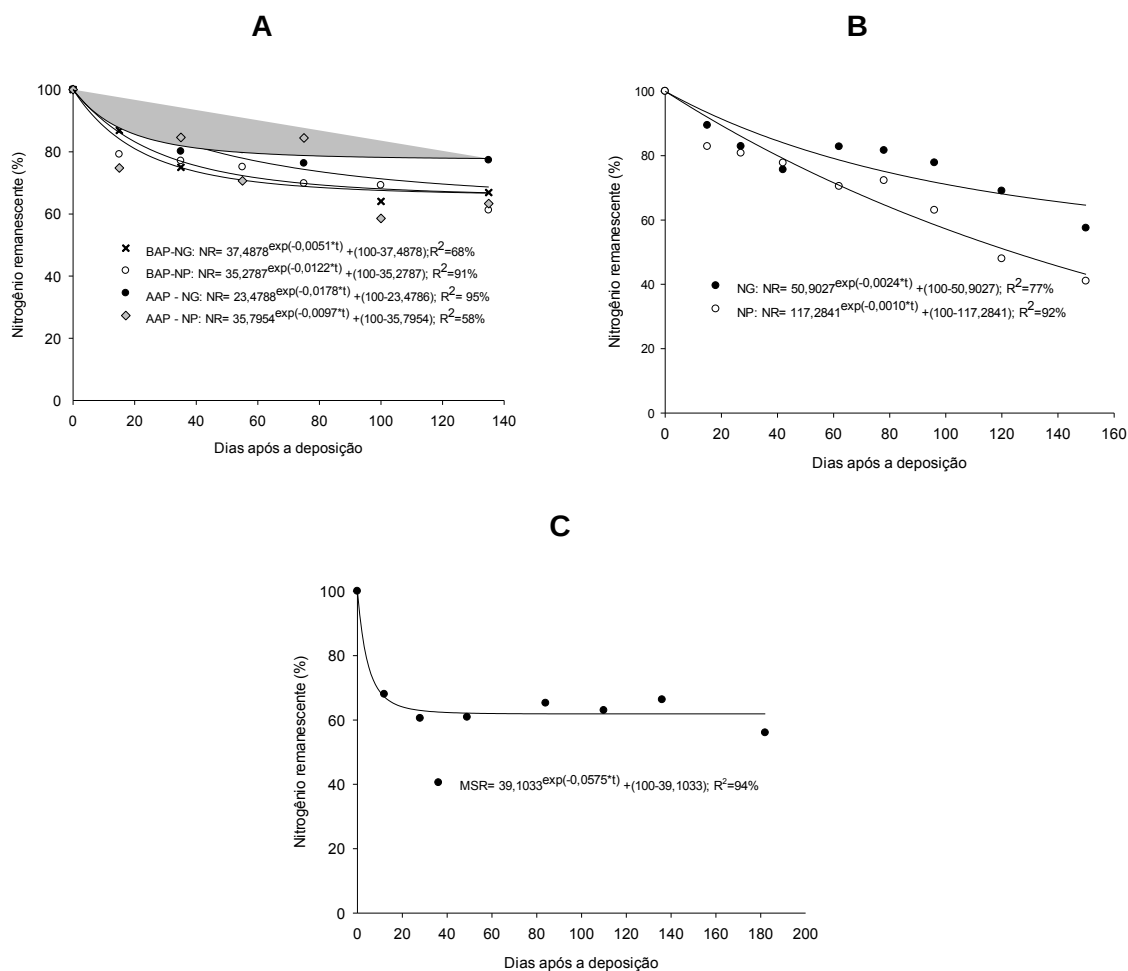 A
Nitrogênio remanescente (%)
100
80
60
40
20
0
BAP-NG: NR= 37,4878exp(-0,0051*t) +(100-37,4878);R2=68%
BAP-NP: NR= 35,2787exp(-0,0122*t) +(100-35,2787); R2=91%
AAP - NG: NR= 23,4788exp(-0,0178*t) +(100-23,4786); R2= 95%
AAP - NP: NR= 35,7954exp(-0,0097*t) +(100-35,7954); R2=58%
0 20 40 60 80 100 120 140
Dias após a deposição
B
Nitrogênio remanescente (%)
100
80
60
40
20
0
NG: NR= 50,9027exp(-0,0024*t) +(100-50,9027); R2=77%
NP: NR= 117,2841exp(-0,0010*t) +(100-117,2841); R2=92%
0 20 40 60 80 100 120 140 160
Dias após a deposição
C
Nitrogênio remanescente (%)
100
80
60
40
20
0
MSR= 39,1033exp(-0,0575*t) +(100-39,1033); R2=94%
0 20 40 60 80 100 120 140 160 180 200
Dias após a deposição